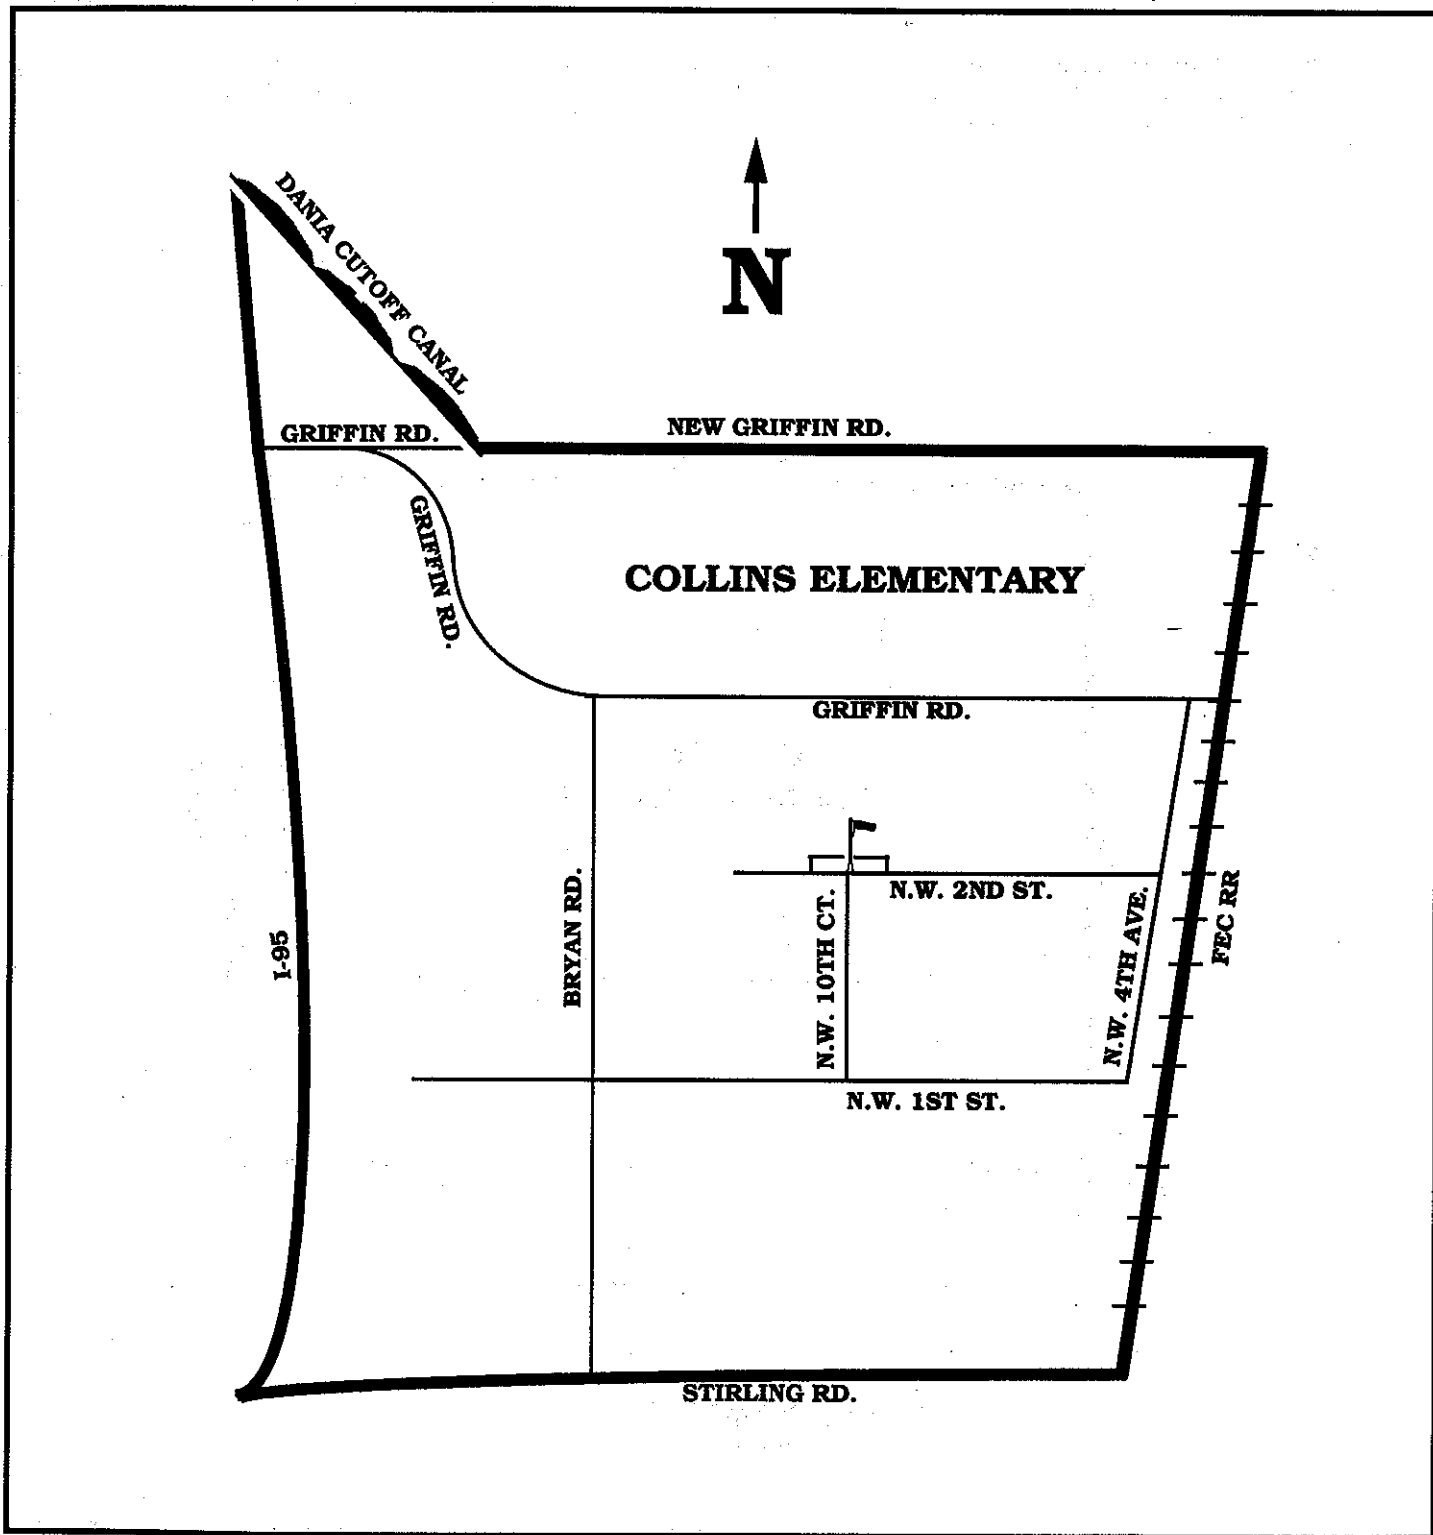 DANIA CUTOFF CANAL
N
GRIFFIN RD.
NEW GRIFFIN RD.
GRIFFIN RD.
COLLINS ELEMENTARY
GRIFFIN RD.
N.W. 2ND ST.
I-95
BRYAN RD.
N.W. 10TH CT.
N.W. 4TH AVE.
FEC RR
N.W. 1ST ST.
STIRLING RD.